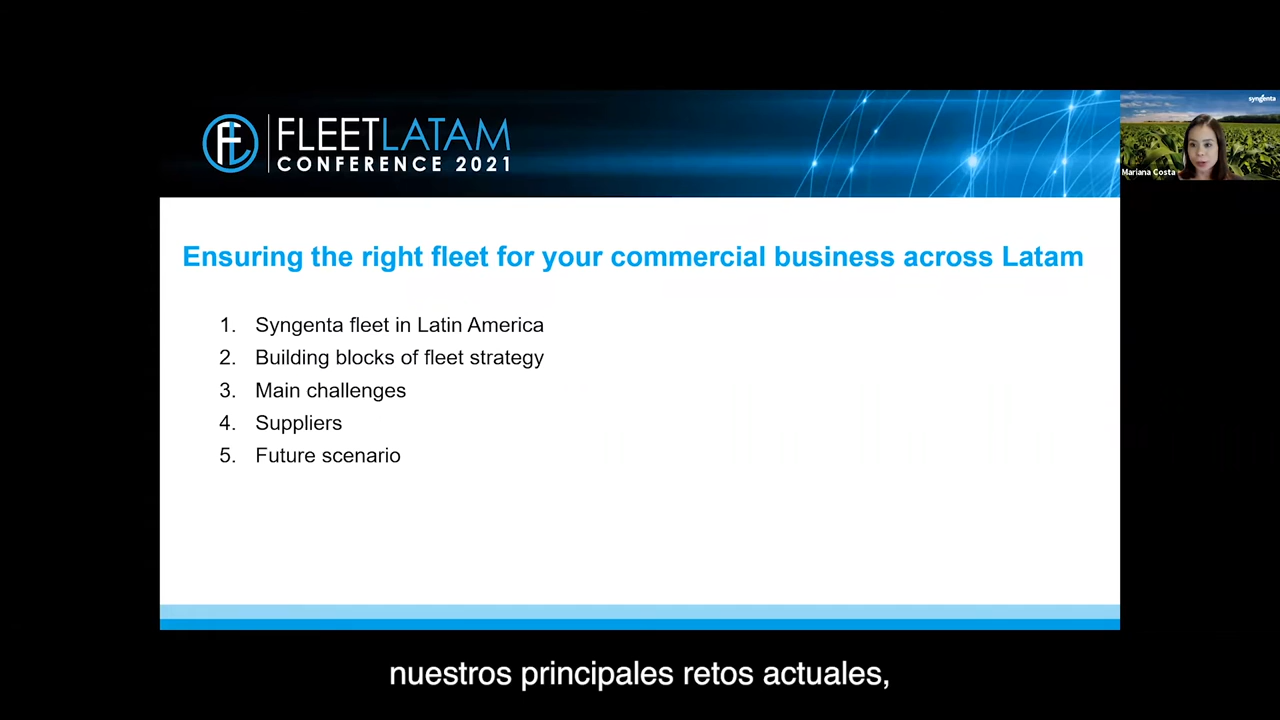 FLEETLATAM
CONFERENCE 2021
syngenta
Mariana Costa
Ensuring the right fleet for your commercial business across Latam
1. Syngenta fleet in Latin America
2. Building blocks of fleet strategy
3. Main challenges
4. Suppliers
5. Future scenario
nuestros principales retos actuales,